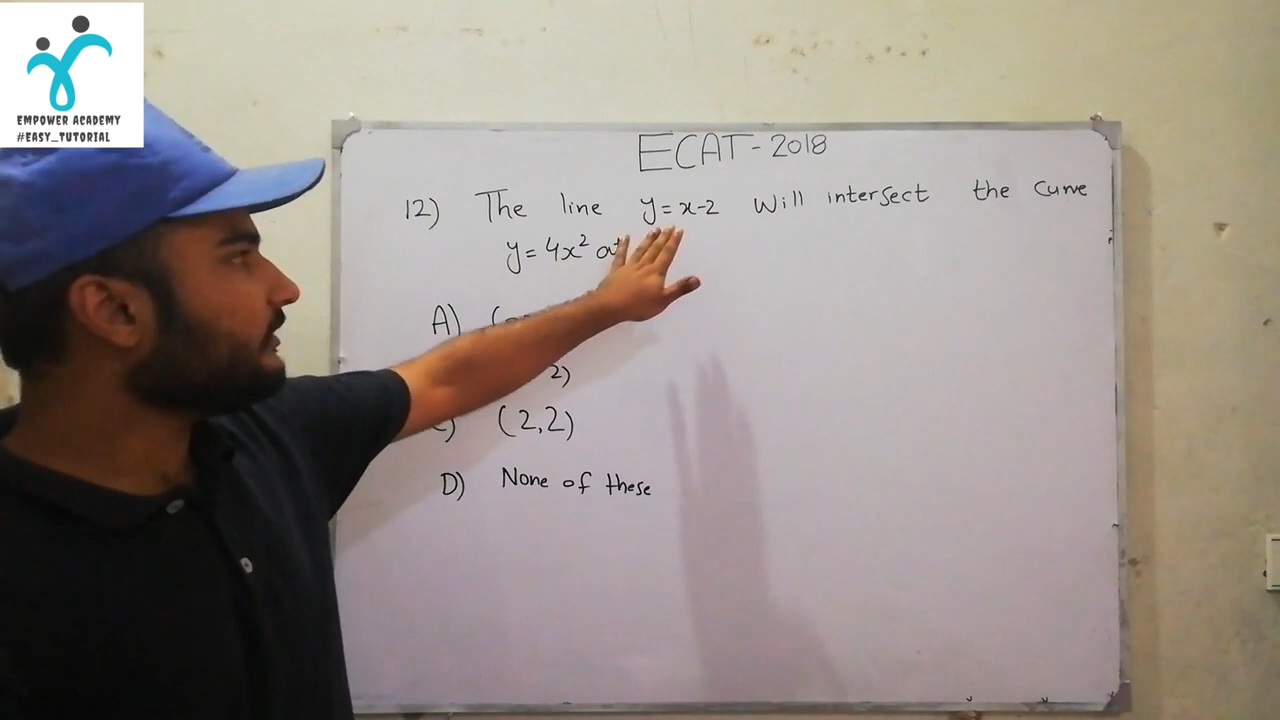 EMPOWER ACADEMY
#EASY_TUTORIAL
ECAT-2018
12) The line y=x-2 will intersect the curve
y=4x² at
A) (
2)
C) (2,2)
D) None of these